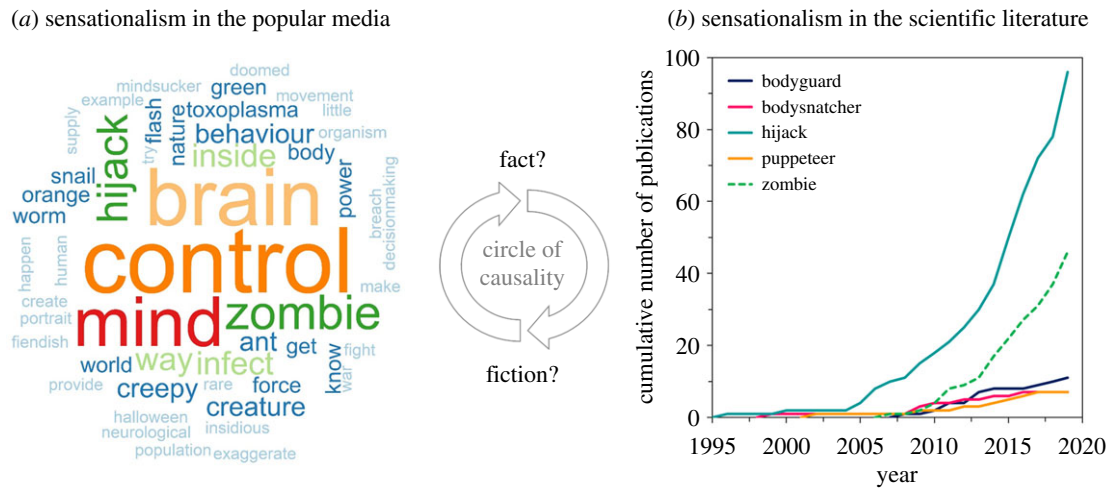 (a) sensationalism in the popular media
doomed
mindsucker
green
movement
example
flash
etoxoplasma
little
supply
hijack
try
nature
behaviour
organism
inside
body
snail
orange
worm
brain
power
breach
decisionmaking
happen
human
control
create
portrait
make
mind
zombie
fiendish
ant
get
know
fight
war
world
way
infect
provide
creepy
rare
force
creature
halloween
neurological
insidious
population
exaggerate
fact?
circle of
causality
fiction?
(b) sensationalism in the scientific literature
cumulative number of publications
100
80
60
40
20
0
bodyguard
bodysnatcher
hijack
puppeteer
zombie
1995 2000 2005 2010 2015 2020
year